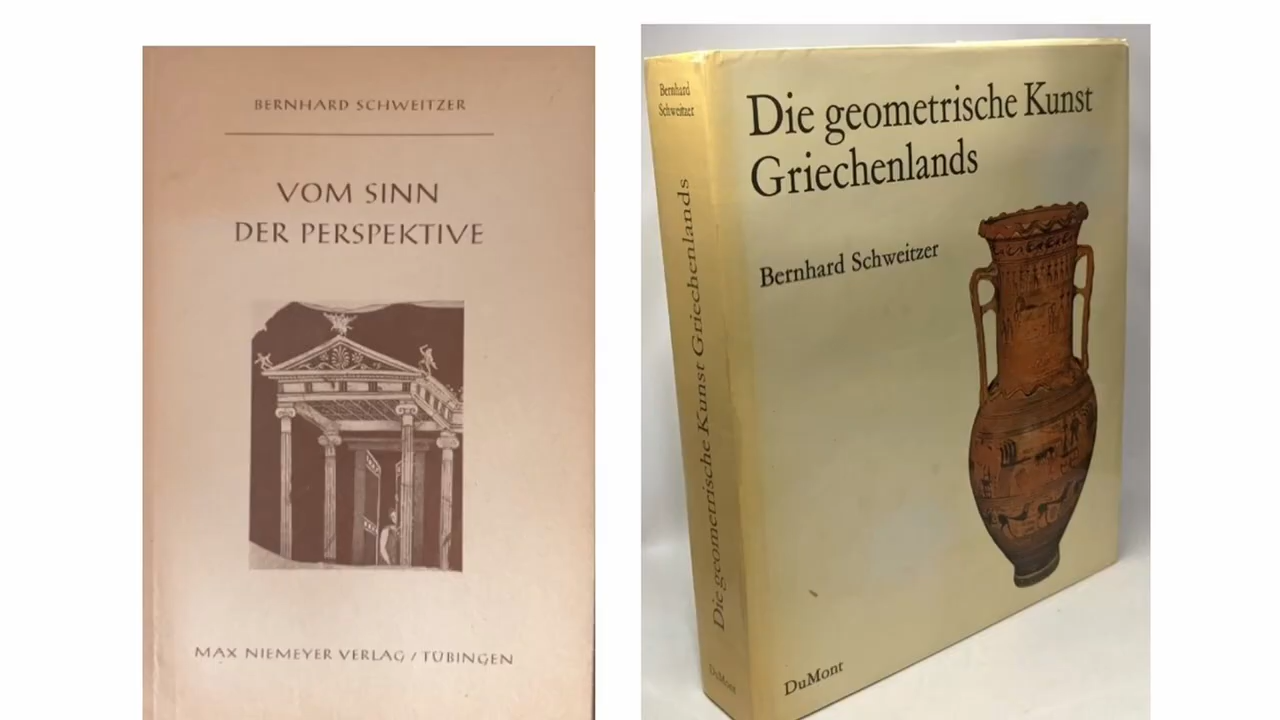 BERNHARD SCHWEITZER
VOM SINN
DER PERSPEKTIVE
MAX NIEMEYER VERLAG / TÜBINGEN
Bernhard
Schweitzer
Die geometrische Kunst Griechenlands
DuMont
Die geometrische Kunst
Griechenlands
Bernhard Schweitzer
DuMont